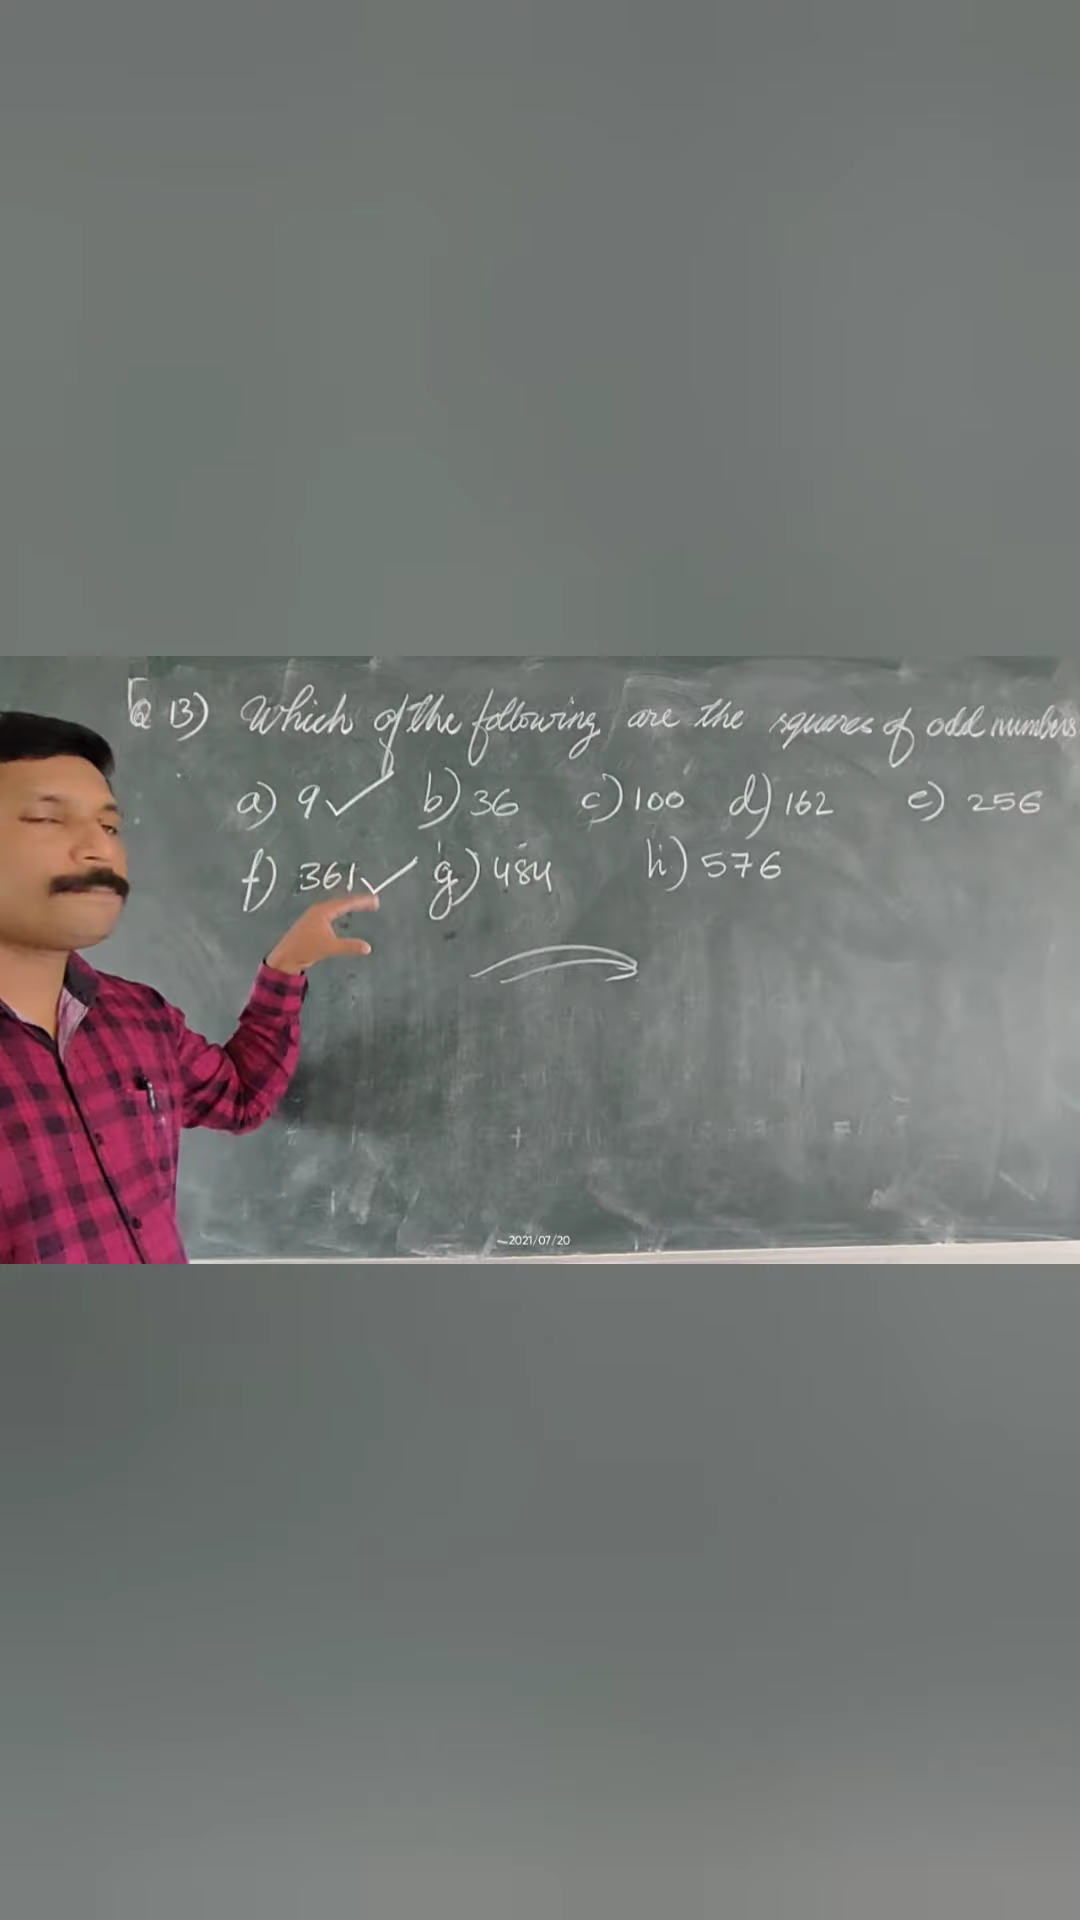 Q 13) Which of the following are the squares of odd numbers
a) 9✓ b) 36 c) 100 d) 162 e) 256
f) 361✓ g) 484 h) 576
2021/07/20